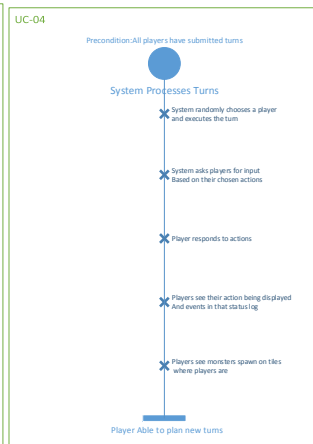 UC-04
Precondition:All players have submitted turns
System Processes Turns
System randomly chooses a player
and executes the turn
System asks players for input
Based on their chosen actions
Player responds to actions
Players see their action being displayed
And events in that status log
Players see monsters spawn on tiles
where players are
Player Able to plan new turns